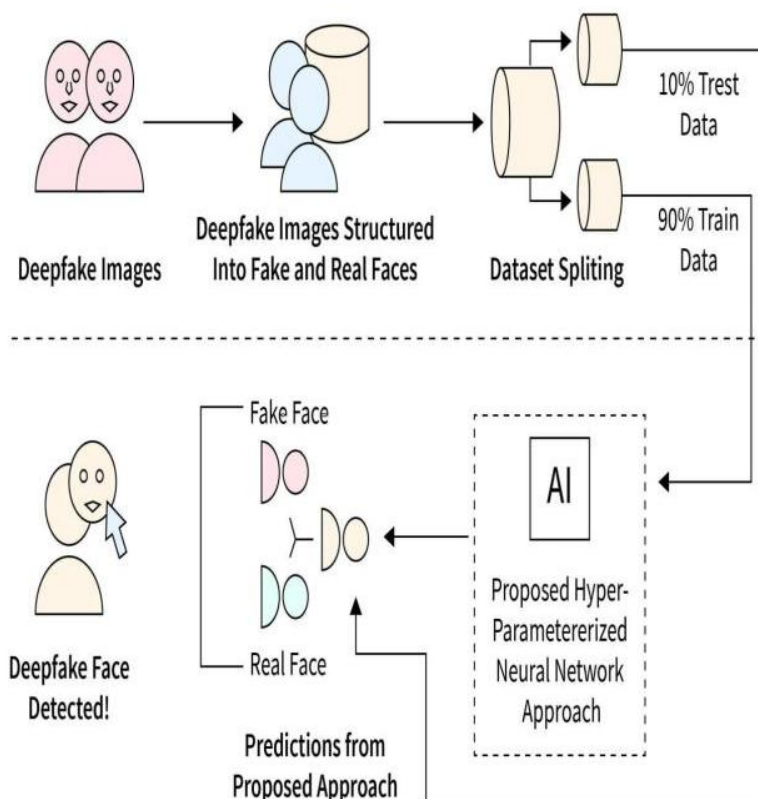 10% Trest
Data
Deepfake Images
Deepfake Images Structured
Into Fake and Real Faces
Dataset Spliting
90% Train
Data
Fake Face
AI
Proposed Hyper-
Parametererized
Neural Network
Approach
Real Face
Deepfake Face
Detected!
Predictions from
Proposed Approach